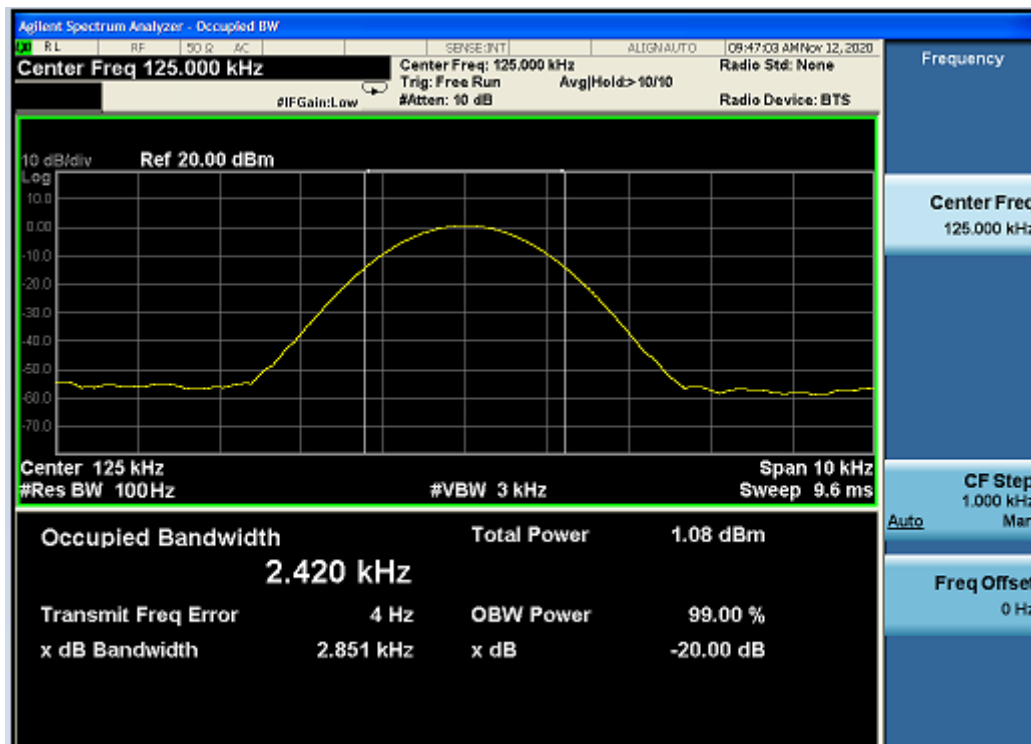 Agilent Spectrum Analyzer - Occupied BW
RL RF 50 Ω AC SENSE:INT ALIGN AUTO 09:47:03 AM Nov 12, 2020
Center Freq 125.000 kHz
Center Freq: 125.000 kHz Radio Std: None
Trig: Free Run Avg|Hold:>10/10
#IFGain:Low #Atten: 10 dB Radio Device: BTS
10 dB/div Ref 20.00 dBm
Log
10.0
0.00
-10.0
-20.0
-30.0
-40.0
-50.0
-60.0
-70.0
Center 125 kHz Span 10 kHz
#Res BW 100 Hz #VBW 3 kHz Sweep 9.6 ms
Occupied Bandwidth Total Power 1.08 dBm
2.420 kHz
Transmit Freq Error 4 Hz OBW Power 99.00 %
x dB Bandwidth 2.851 kHz x dB -20.00 dB
Frequency
Center Freq
125.000 kHz
CF Step
1.000 kHz
Auto Man
Freq Offset
0 Hz